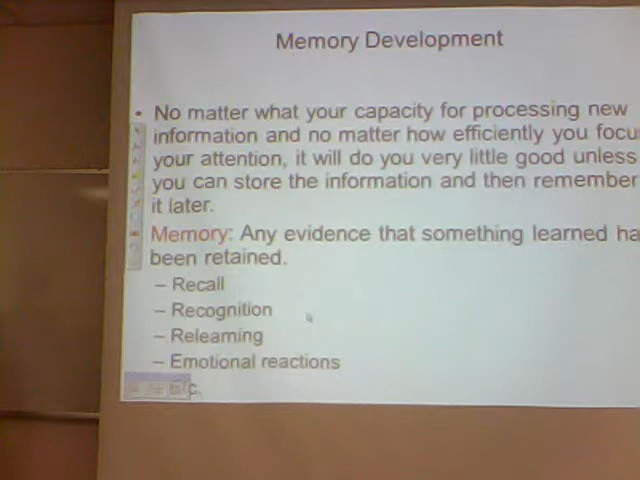 Memory Development
• No matter what your capacity for processing new
information and no matter how efficiently you focu
your attention, it will do you very little good unless
you can store the information and then remember
it later.
Memory: Any evidence that something learned ha
been retained.
– Recall
– Recognition
– Relearning
– Emotional reactions
c.